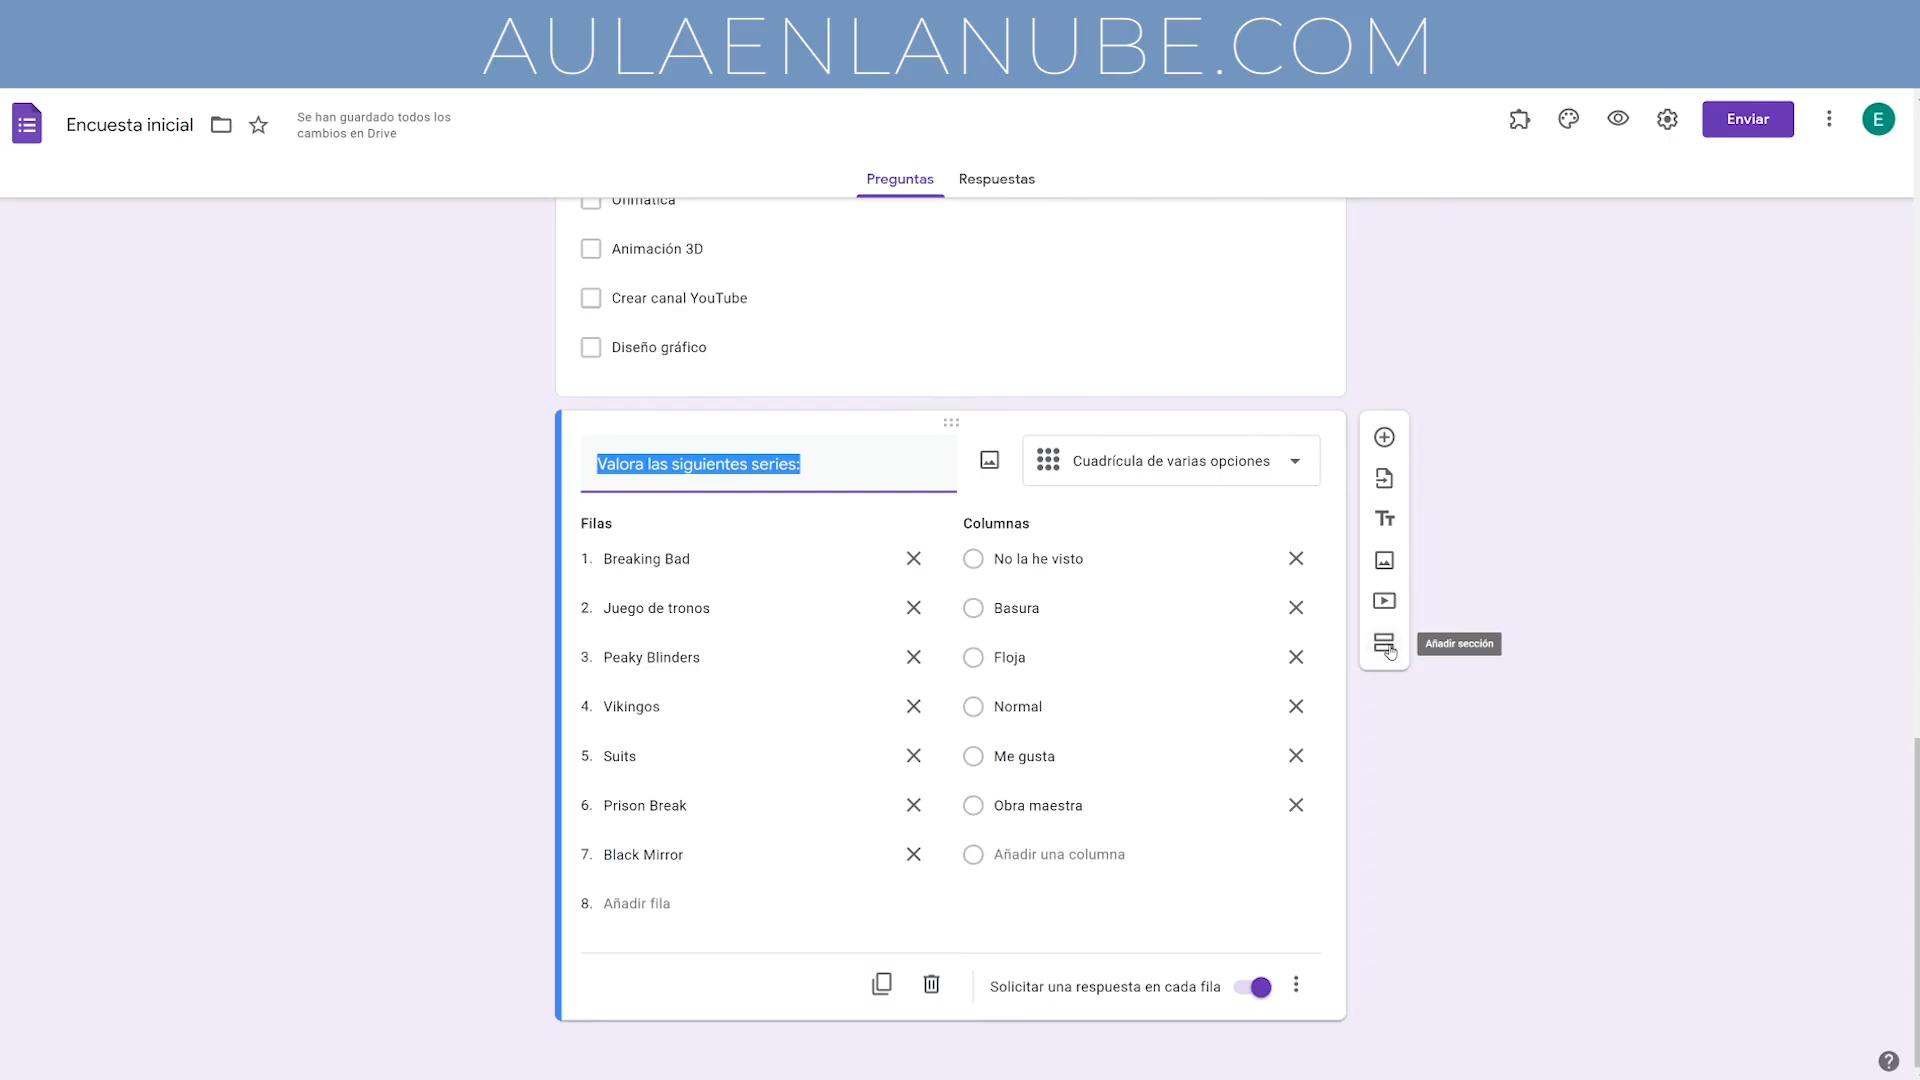 AULAENLANUBE.COM
Encuesta inicial
Se han guardado todos los
cambios en Drive
Enviar
E
Preguntas
Respuestas
Ofimática
Animación 3D
Crear canal YouTube
Diseño gráfico
Valora las siguientes series:
Cuadrícula de varias opciones
Filas
Columnas
1. Breaking Bad
No la he visto
2. Juego de tronos
Basura
3. Peaky Blinders
Floja
Añadir sección
4. Vikingos
Normal
5. Suits
Me gusta
6. Prison Break
Obra maestra
7. Black Mirror
Añadir una columna
8. Añadir fila
Solicitar una respuesta en cada fila